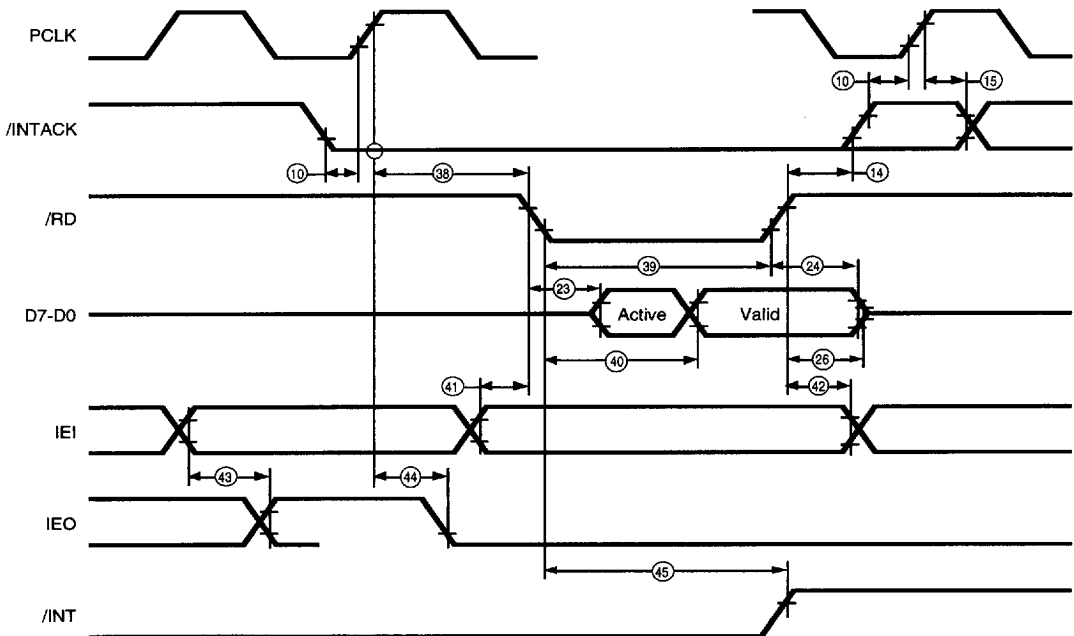 PCLK
10
15
/INTACK
10
38
14
/RD
39
24
23
D7-D0
Active
Valid
40
26
41
42
IEI
43
44
IEO
45
/INT